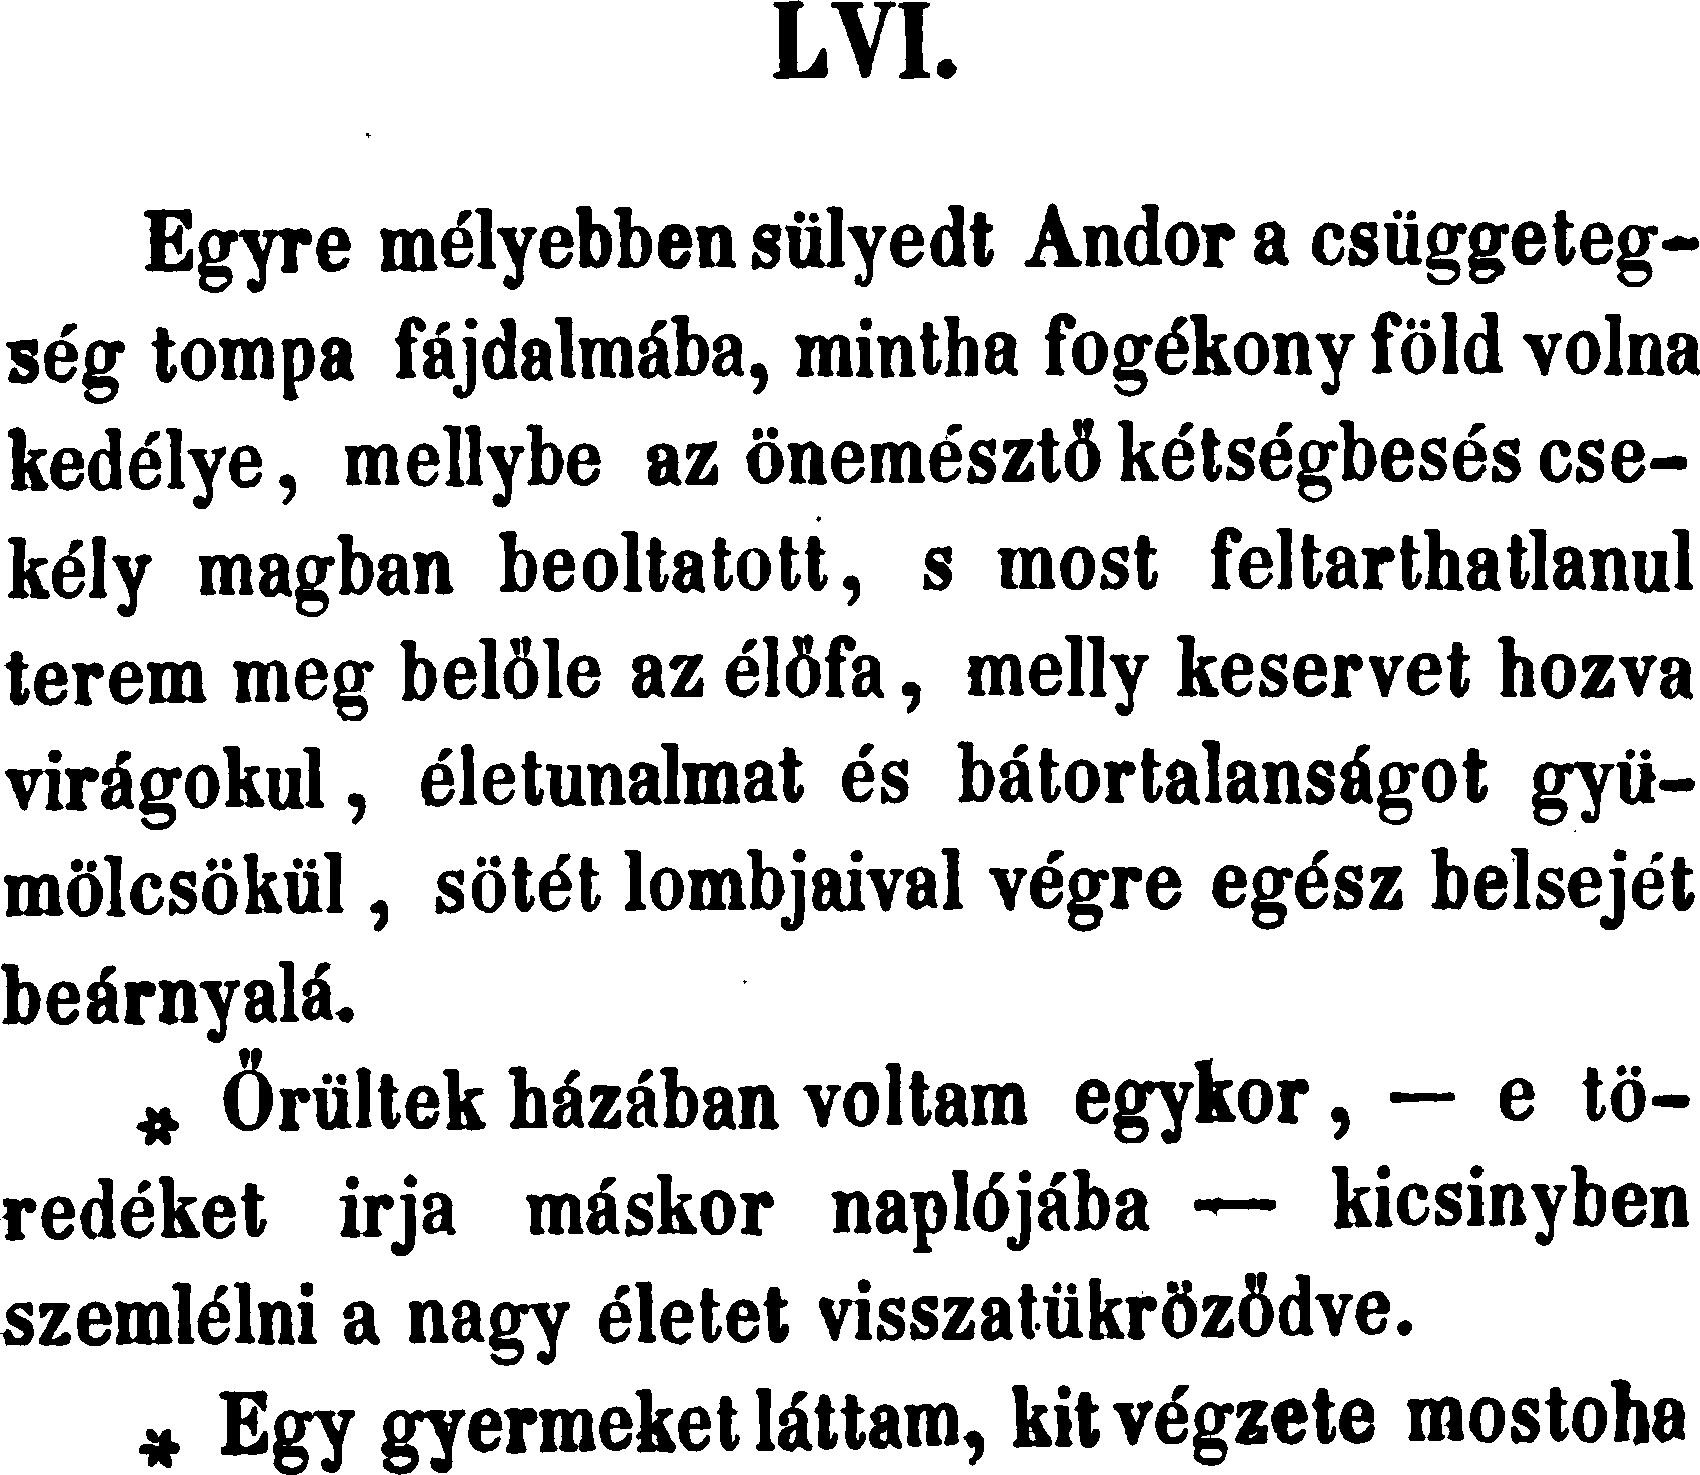 LVI.
Egyre mélyebben sülyedt Andor a csüggeteg-
ség tompa fájdalmába, mintha fogékony föld volna
kedélye, mellybe az önemésztő kétségbesés cse-
kély magban beoltatott, s most feltarthatlanul
terem meg belőle az élőfa, melly keservet hozva
virágokul, életunalmat és bátortalanságot gyü-
mölcsökül, sötét lombjaival végre egész belsejét
beárnyalá.
* Őrültek házában voltam egykor, — e tö-
redéket irja máskor naplójába — kicsinyben
szemlélni a nagy életet visszatükröződve.
* Egy gyermeket láttam, kit végzete mostoha